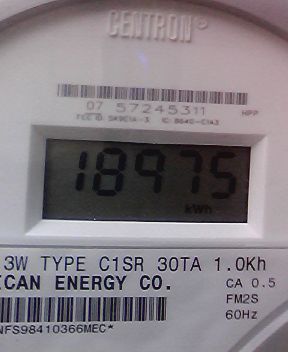 CENTRON®
07 57245311 HPP
18975
kWh
3W TYPE C1SR 30TA 1.0Kh
ICAN ENERGY CO. CA 0.5
FM2S
60Hz
NFS98410366MEC*